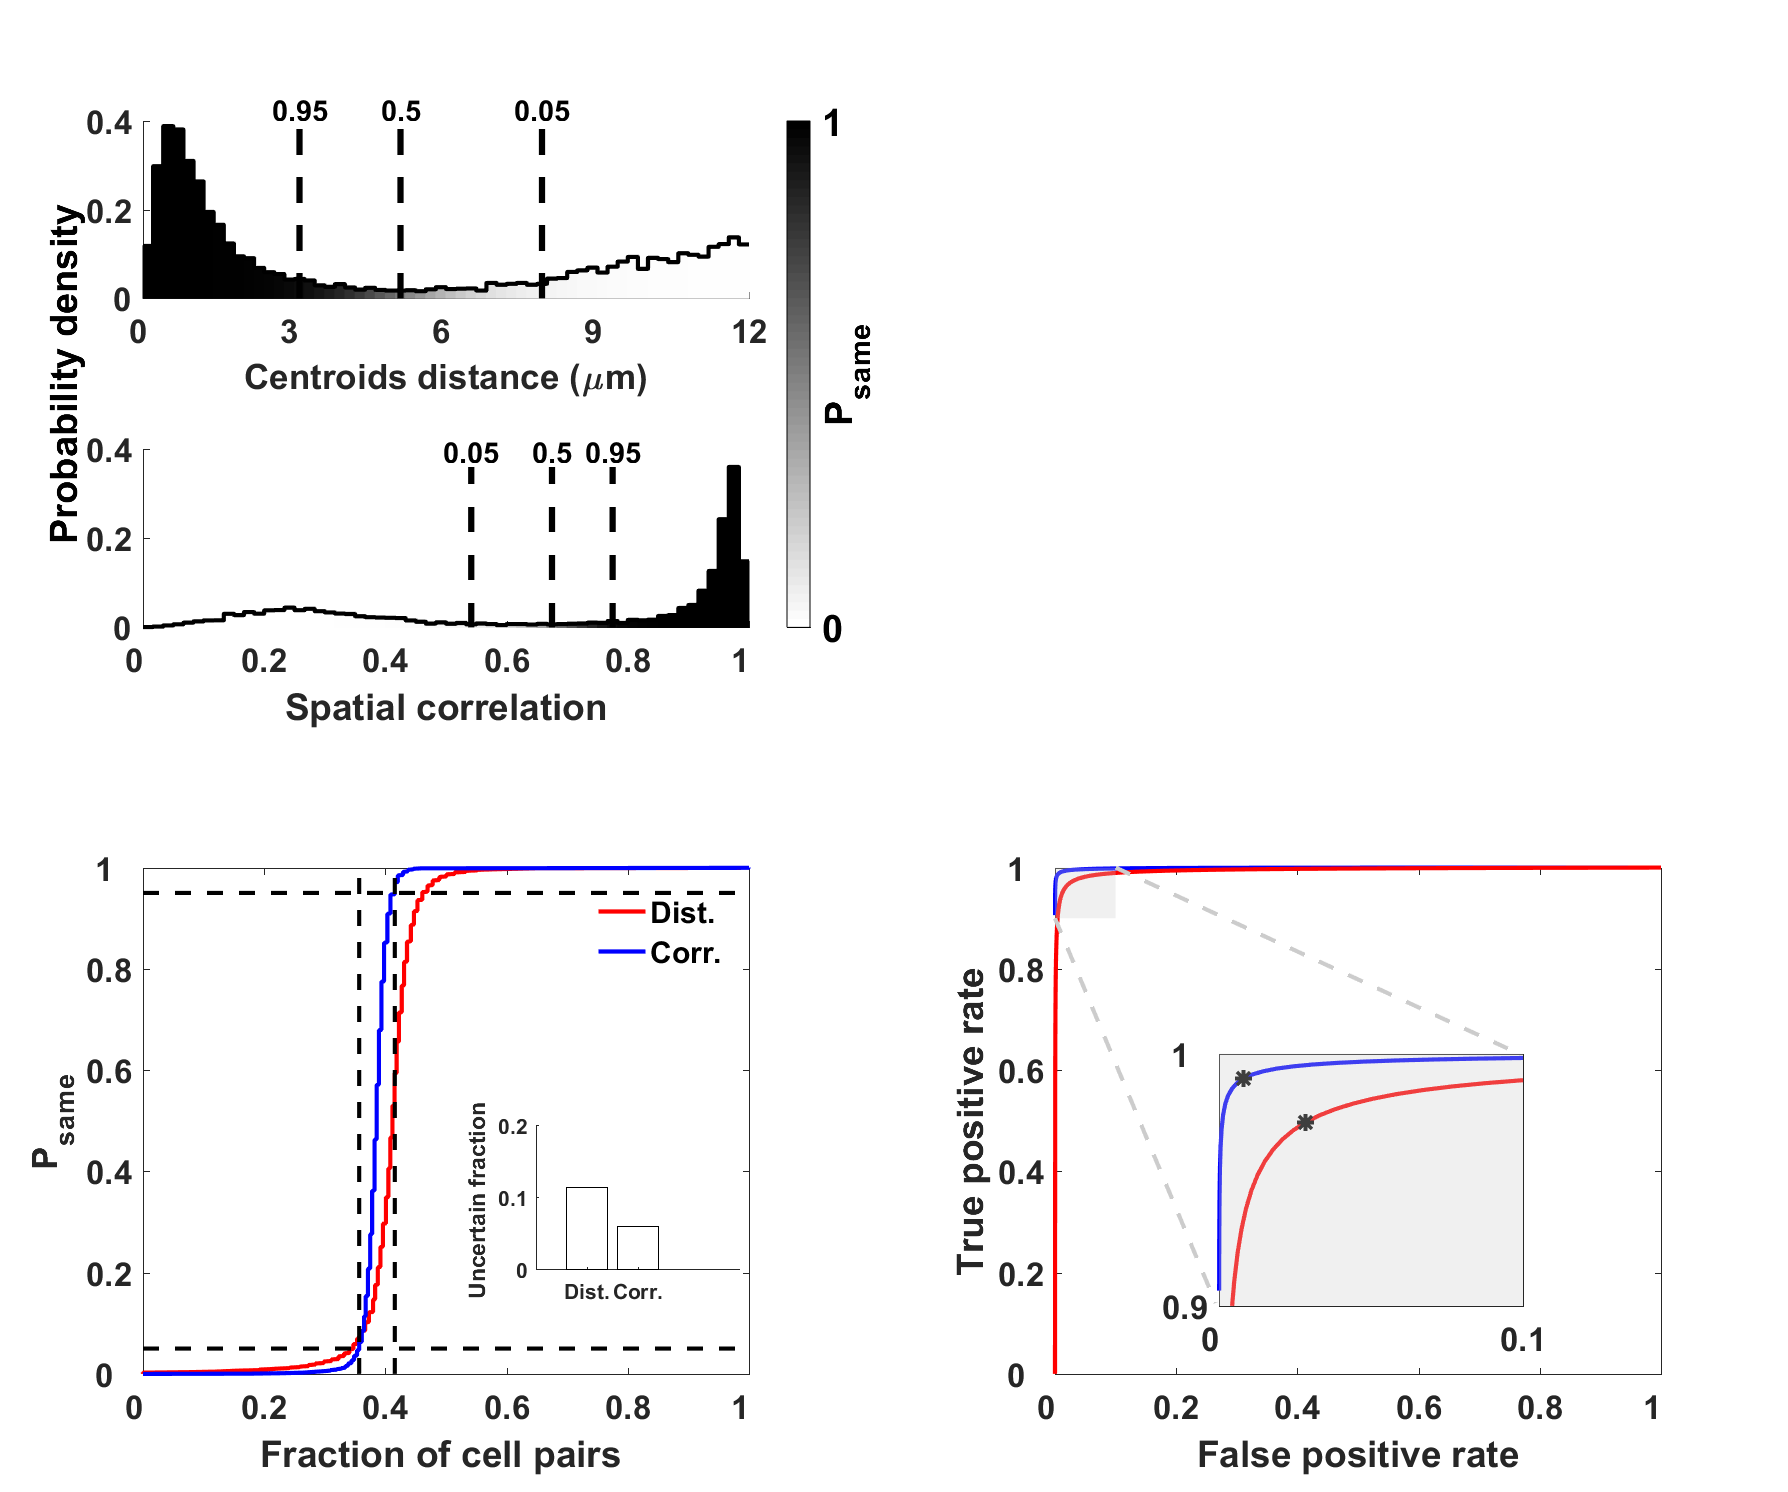 0.95 0.5 0.05
0.4
0.2
0
0 3 6 9 12
Centroids distance (μm)
Probability density
0.05 0.5 0.95
0.4
0.2
0
0 0.2 0.4 0.6 0.8 1
Spatial correlation
1
0
P same
1
0.8
0.6
0.4
0.2
0
P same
0 0.2 0.4 0.6 0.8 1
Fraction of cell pairs
Dist.
Corr.
0.2
0.1
0
Uncertain fraction
Dist. Corr.
1
0.8
0.6
0.4
0.2
0
True positive rate
0 0.2 0.4 0.6 0.8 1
False positive rate
1
0.9
0 0.1